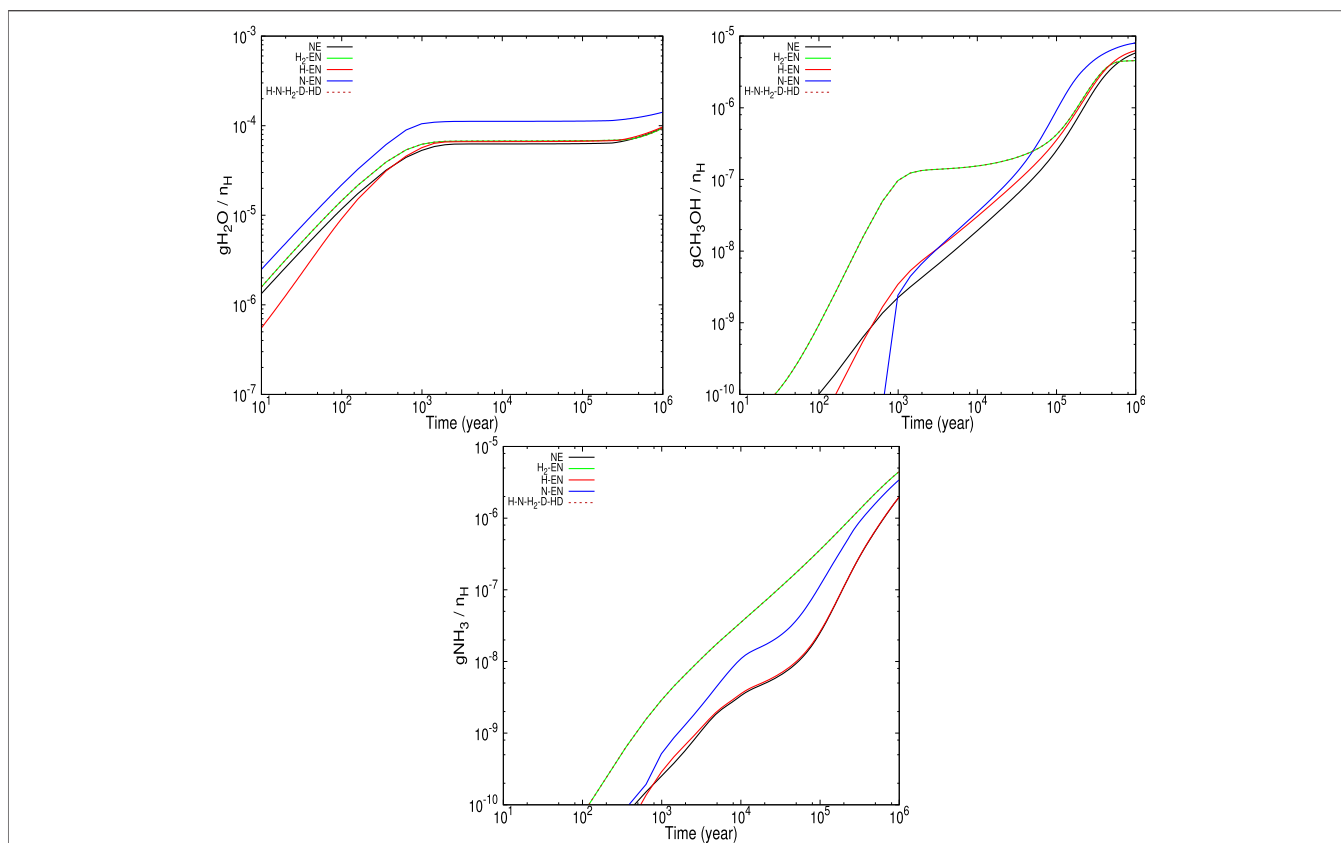 NE
H₂-EN
H-EN
N-EN
H-N-H₂-D-HD
10⁻³
10⁻⁴
10⁻⁵
10⁻⁶
10⁻⁷
gH₂O / n_H
10¹ 10² 10³ 10⁴ 10⁵ 10⁶
Time (year)
NE
H₂-EN
H-EN
N-EN
H-N-H₂-D-HD
10⁻⁵
10⁻⁶
10⁻⁷
10⁻⁸
10⁻⁹
10⁻¹⁰
gCH₃OH / n_H
10¹ 10² 10³ 10⁴ 10⁵ 10⁶
Time (year)
NE
H₂-EN
H-EN
N-EN
H-N-H₂-D-HD
10⁻⁵
10⁻⁶
10⁻⁷
10⁻⁸
10⁻⁹
10⁻¹⁰
gNH₃ / n_H
10¹ 10² 10³ 10⁴ 10⁵ 10⁶
Time (year)